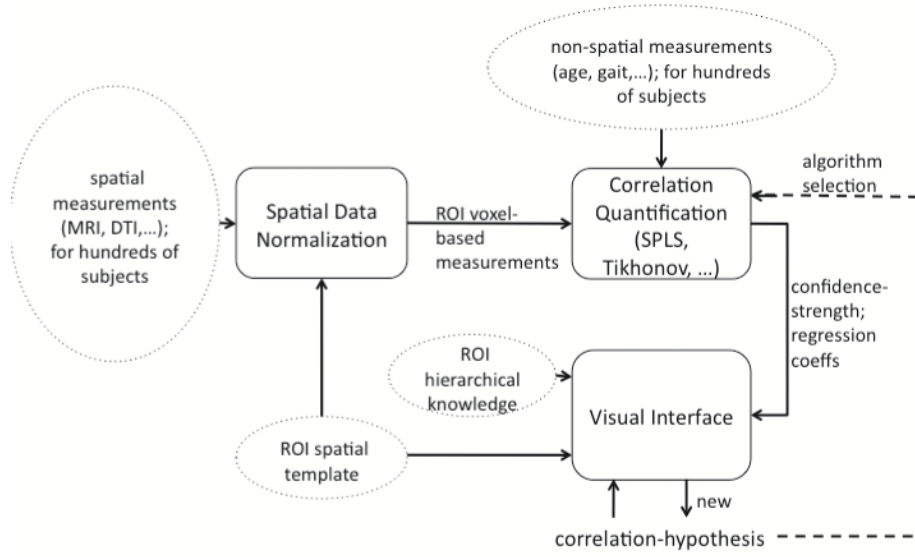 non-spatial measurements
(age, gait,...); for hundreds
of subjects
spatial
measurements
(MRI, DTI,...);
for hundreds of
subjects
Spatial Data
Normalization
ROI voxel-
based
measurements
Correlation
Quantification
(SPLS,
Tikhonov, ...)
algorithm
selection
confidence-
strength;
regression
coeffs
ROI
hierarchical
knowledge
Visual Interface
ROI spatial
template
new
correlation-hypothesis